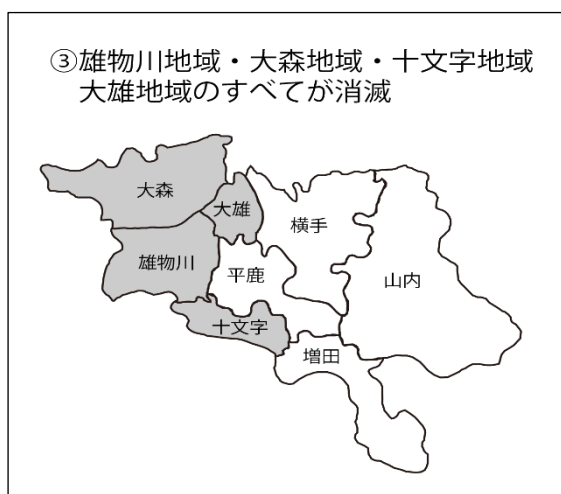 ③雄物川地域・大森地域・十文字地域
大雄地域のすべてが消滅
大森
大雄
横手
雄物川
平鹿
山内
十文字
増田